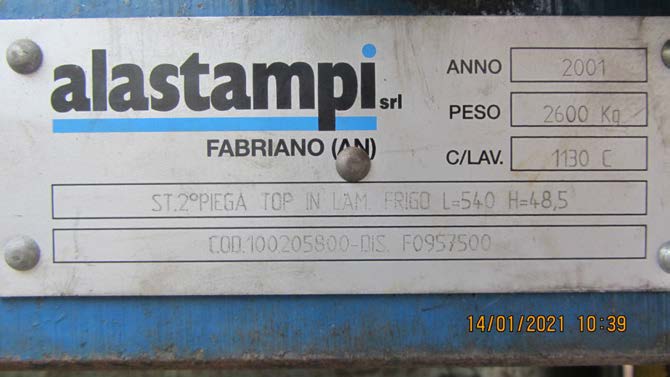 alastampi srl
FABRIANO (AN)
ANNO 2001
PESO 2600 Kg
C/LAV. 1130 C
ST.2°PIEGA TOP IN LAM. FRIGO L=540 H=48,5
COD.100205800-DIS. F0957500
14/01/2021 10:39